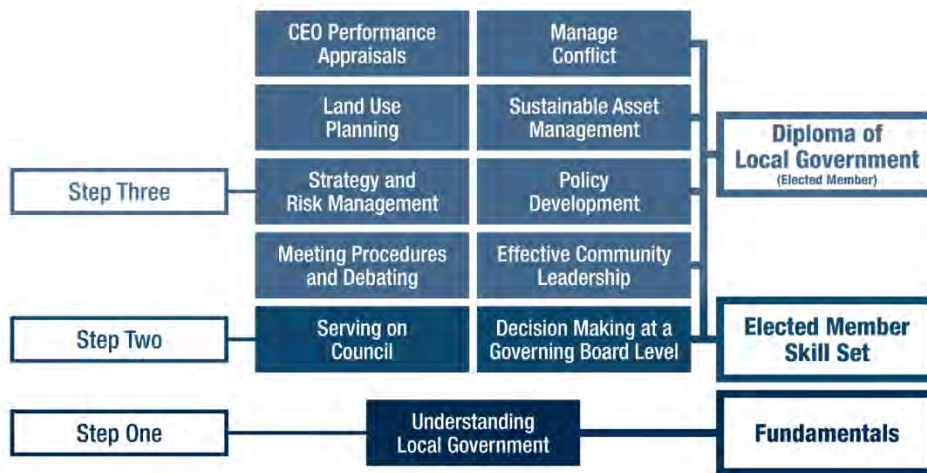 CEO Performance
Appraisals
Manage
Conflict
Land Use
Planning
Sustainable Asset
Management
Diploma of
Local Government
(Elected Member)
Step Three
Strategy and
Risk Management
Policy
Development
Meeting Procedures
and Debating
Effective Community
Leadership
Step Two
Serving on
Council
Decision Making at a
Governing Board Level
Elected Member
Skill Set
Step One
Understanding
Local Government
Fundamentals